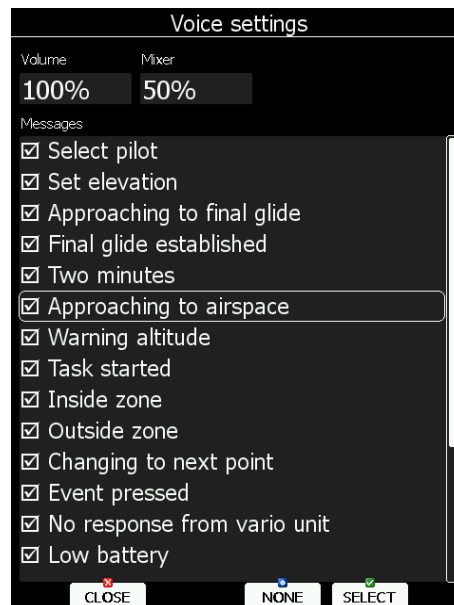 Voice settings
Volume Mixer
100% 50%
Messages
Select pilot
Set elevation
Approaching to final glide
Final glide established
Two minutes
Approaching to airspace
Warning altitude
Task started
Inside zone
Outside zone
Changing to next point
Event pressed
No response from vario unit
Low battery
CLOSE NONE SELECT